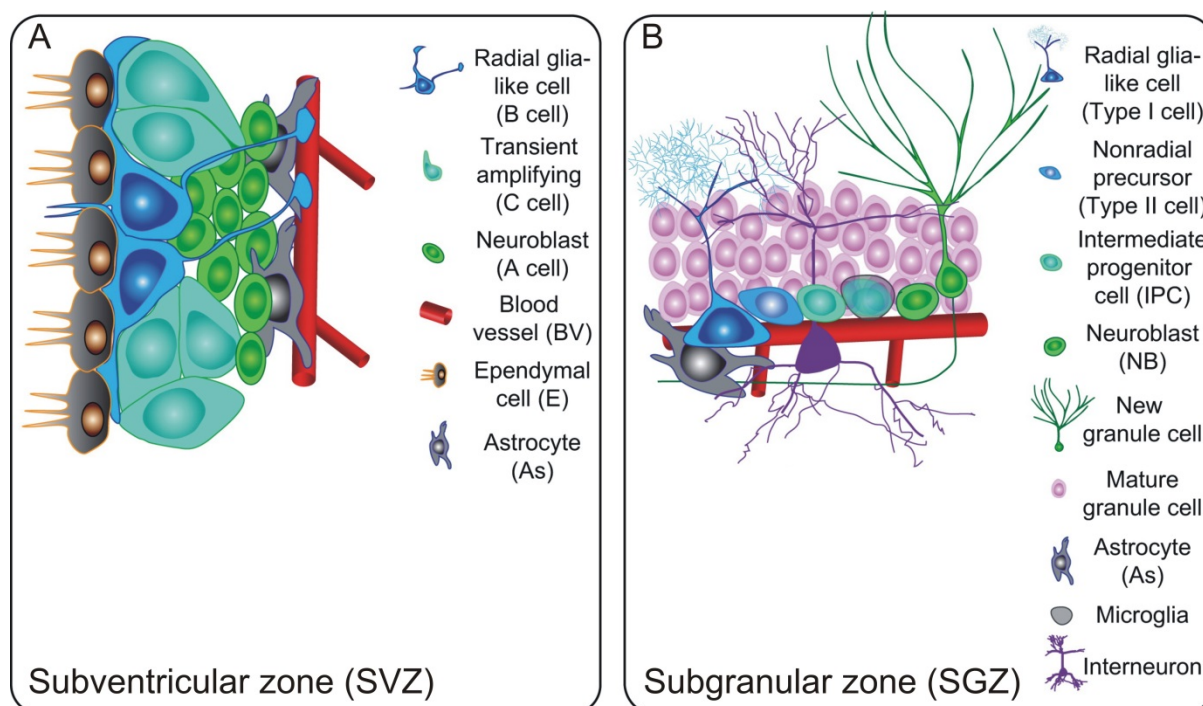 A
Radial glia-
like cell
(B cell)
Transient
amplifying
(C cell)
Neuroblast
(A cell)
Blood
vessel (BV)
Ependymal
cell (E)
Astrocyte
(As)
Subventricular zone (SVZ)
B
Radial glia-
like cell
(Type I cell)
Nonradial
precursor
(Type II cell)
Intermediate
progenitor
cell (IPC)
Neuroblast
(NB)
New
granule cell
Mature
granule cell
Astrocyte
(As)
Microglia
Interneuron
Subgranular zone (SGZ)